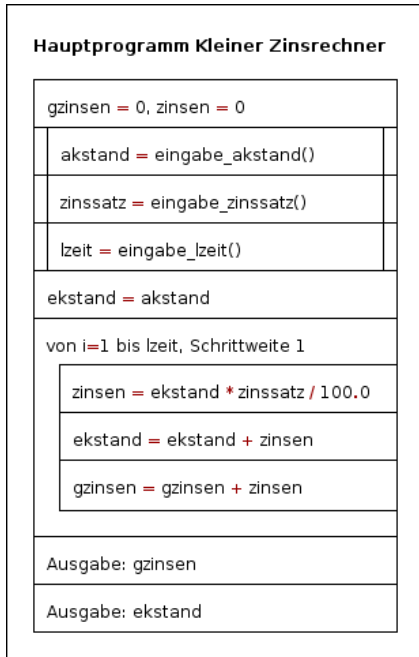 Hauptprogramm Kleiner Zinsrechner
gzinsen = 0, zinsen = 0
akstand = eingabe_akstand()
zinssatz = eingabe_zinssatz()
lzeit = eingabe_lzeit()
ekstand = akstand
von i=1 bis lzeit, Schrittweite 1
zinsen = ekstand * zinssatz / 100.0
ekstand = ekstand + zinsen
gzinsen = gzinsen + zinsen
Ausgabe: gzinsen
Ausgabe: ekstand